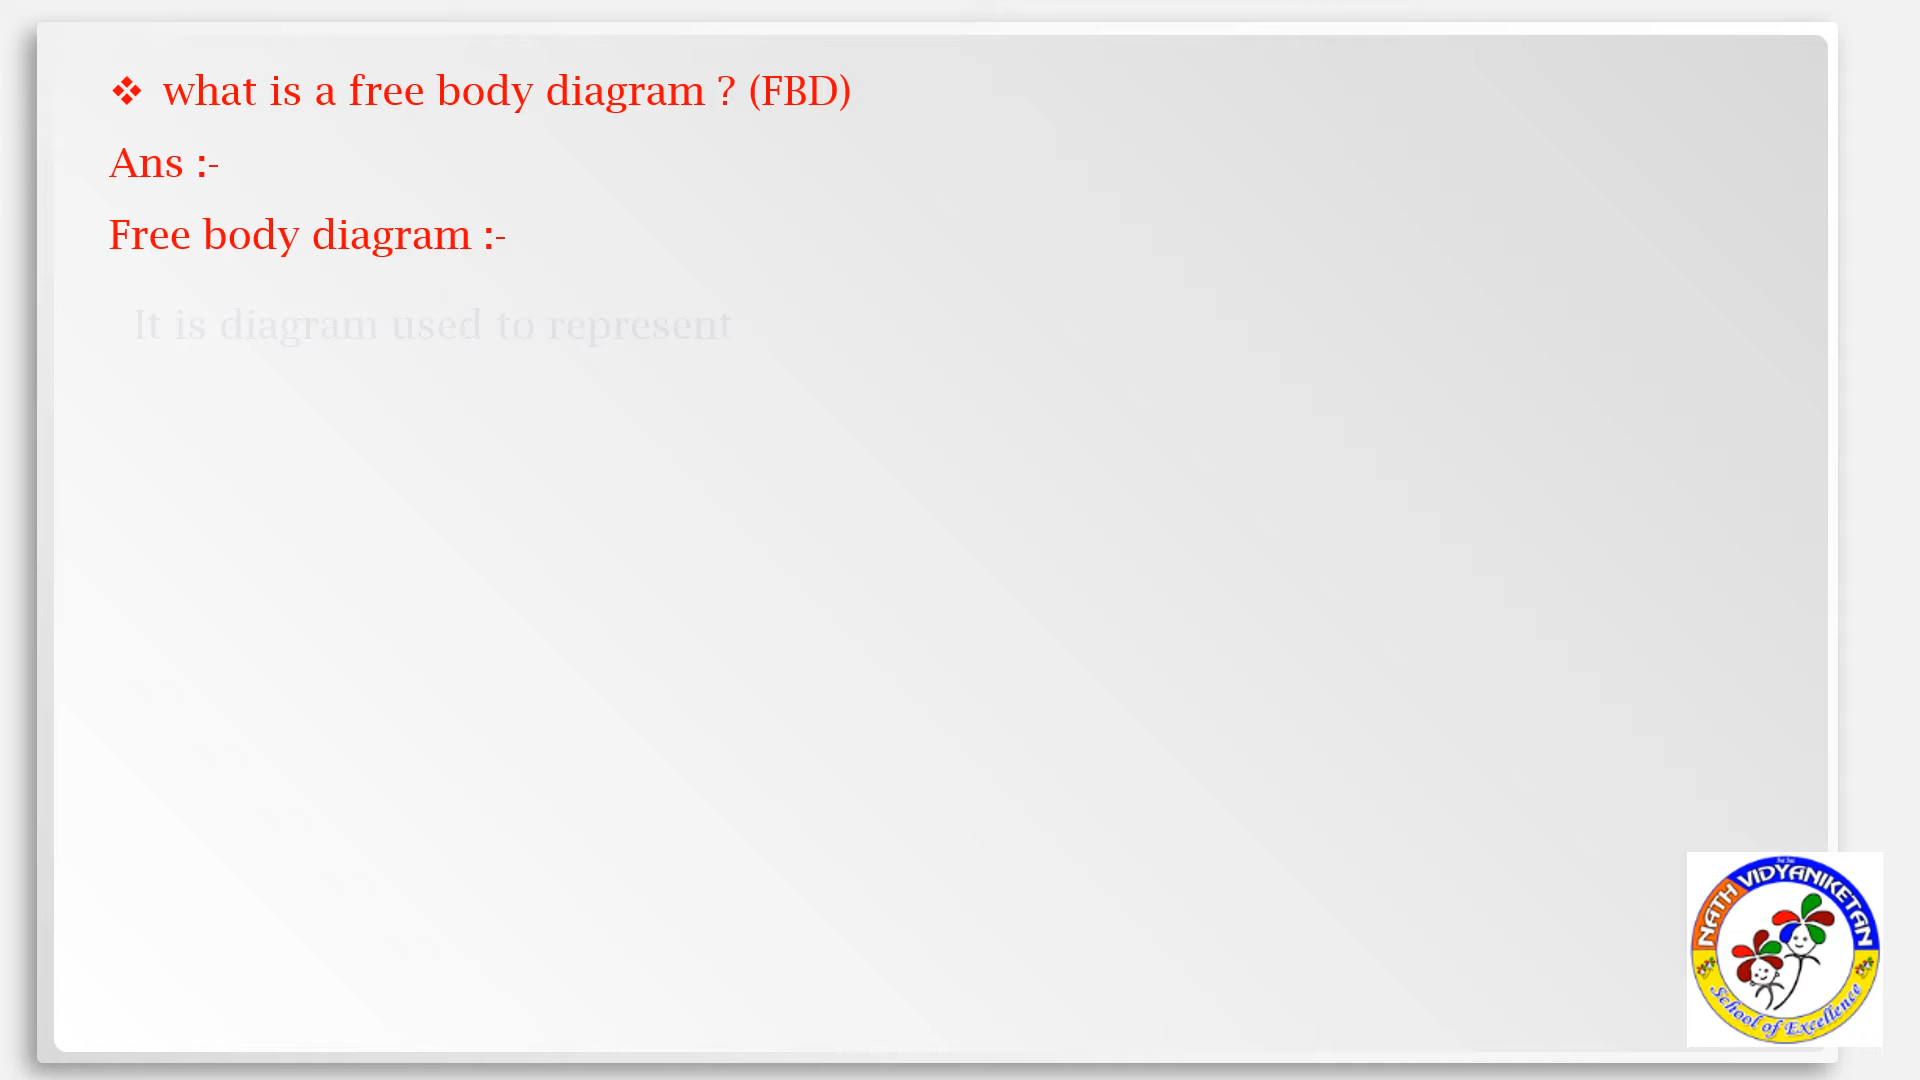 ❖ what is a free body diagram ? (FBD)
Ans :-
Free body diagram :-
It is diagram used to represent
NATH VIDYANIKETAN
School of Excellence